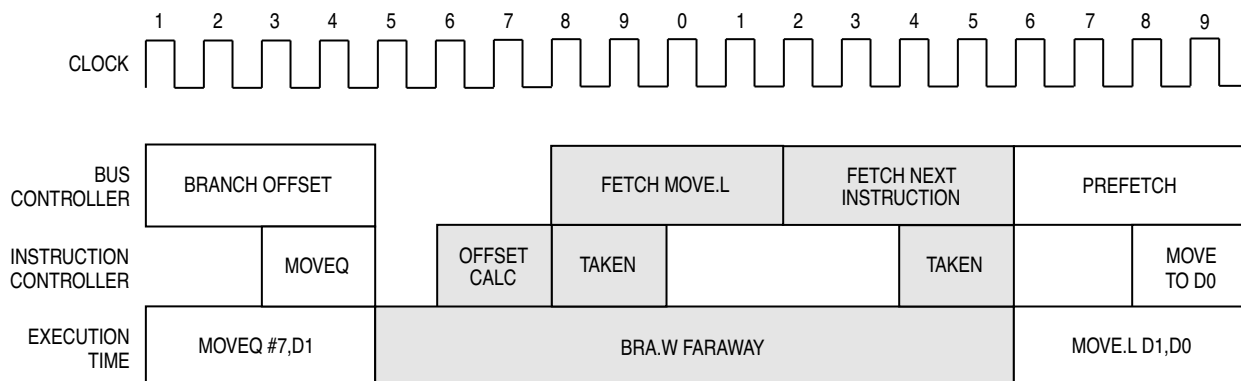 1 2 3 4 5 6 7 8 9 0 1 2 3 4 5 6 7 8 9
CLOCK
BUS
CONTROLLER
BRANCH OFFSET
FETCH MOVE.L
FETCH NEXT
INSTRUCTION
PREFETCH
INSTRUCTION
CONTROLLER
MOVEQ
OFFSET
CALC
TAKEN
TAKEN
MOVE
TO D0
EXECUTION
TIME
MOVEQ #7,D1
BRA.W FARAWAY
MOVE.L D1,D0